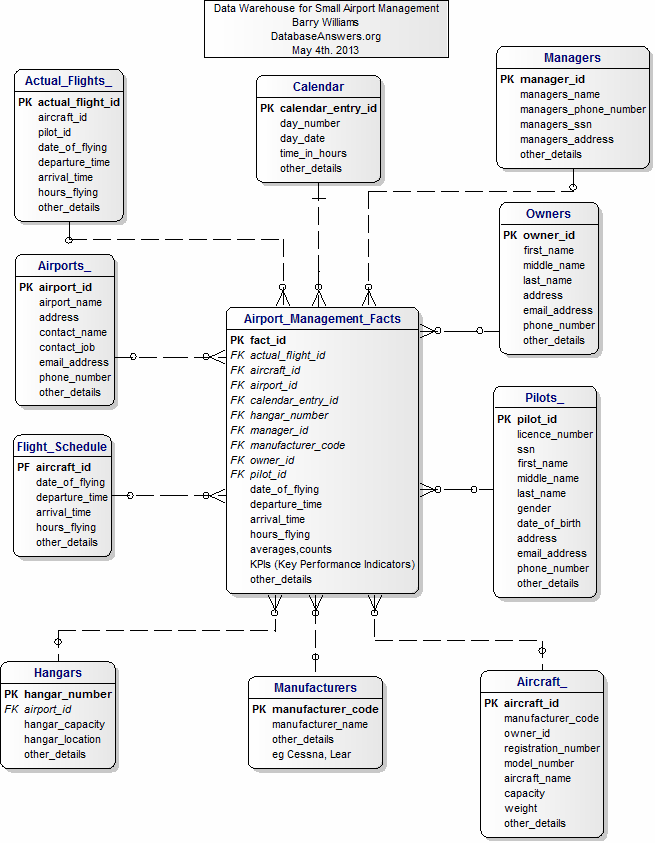 Data Warehouse for Small Airport Management
Barry Williams
DatabaseAnswers.org
May 4th. 2013
Actual_Flights_
PK actual_flight_id
aircraft_id
pilot_id
date_of_flying
departure_time
arrival_time
hours_flying
other_details
Calendar
PK calendar_entry_id
day_number
day_date
time_in_hours
other_details
Managers
PK manager_id
managers_name
managers_phone_number
managers_ssn
managers_address
other_details
Airports_
PK airport_id
airport_name
address
contact_name
contact_job
email_address
phone_number
other_details
Owners
PK owner_id
first_name
middle_name
last_name
address
email_address
phone_number
other_details
Airport_Management_Facts
PK fact_id
FK actual_flight_id
FK aircraft_id
FK airport_id
FK calendar_entry_id
FK hangar_number
FK manager_id
FK manufacturer_code
FK owner_id
FK pilot_id
date_of_flying
departure_time
arrival_time
hours_flying
averages,counts
KPIs (Key Performance Indicators)
other_details
Flight_Schedule
PF aircraft_id
date_of_flying
departure_time
arrival_time
hours_flying
other_details
Pilots_
PK pilot_id
licence_number
ssn
first_name
middle_name
last_name
gender
date_of_birth
address
email_address
phone_number
other_details
Hangars
PK hangar_number
FK airport_id
hangar_capacity
hangar_location
other_details
Manufacturers
PK manufacturer_code
manufacturer_name
other_details
eg Cessna, Lear
Aircraft_
PK aircraft_id
manufacturer_code
owner_id
registration_number
model_number
aircraft_name
capacity
weight
other_details